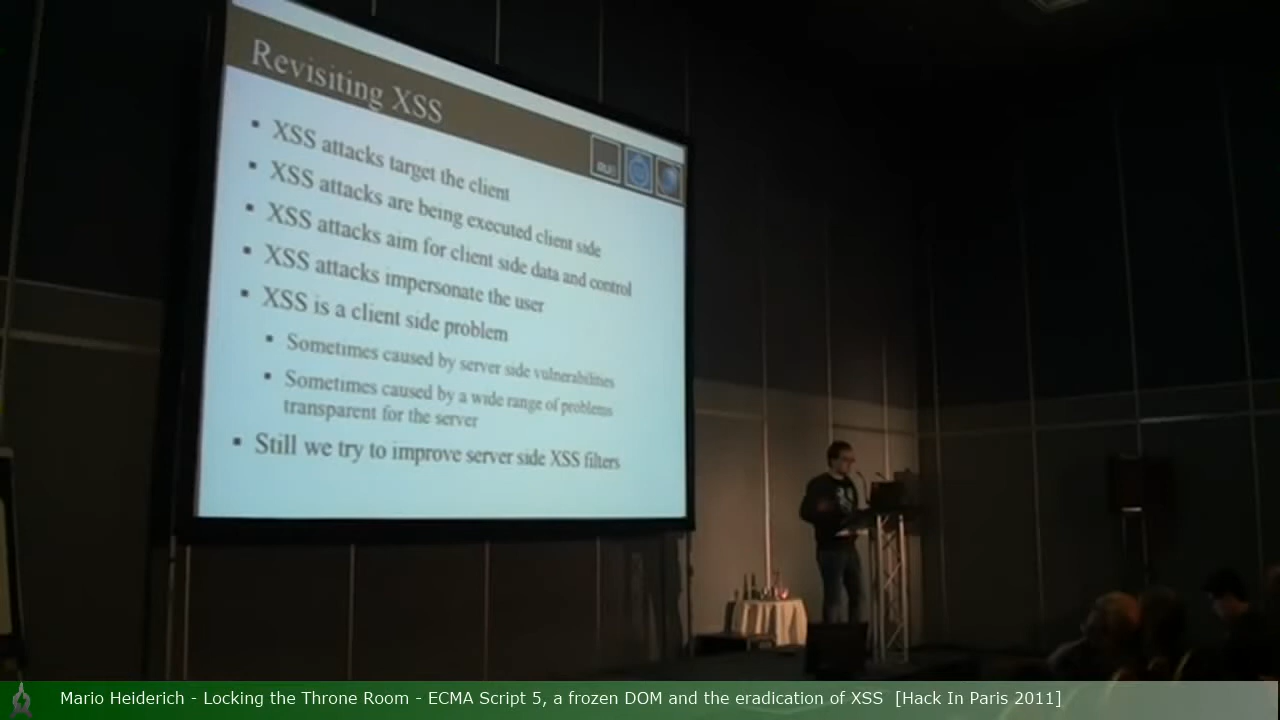 Revisiting XSS
XSS attacks target the client
XSS attacks are being executed client side
XSS attacks aim for client side data and control
XSS attacks impersonate the user
XSS is a client side problem
Sometimes caused by server side vulnerabilities
Sometimes caused by a wide range of problems
transparent for the server
Still we try to improve server side XSS filters
Mario Heiderich - Locking the Throne Room - ECMA Script 5, a frozen DOM and the eradication of XSS [Hack In Paris 2011]